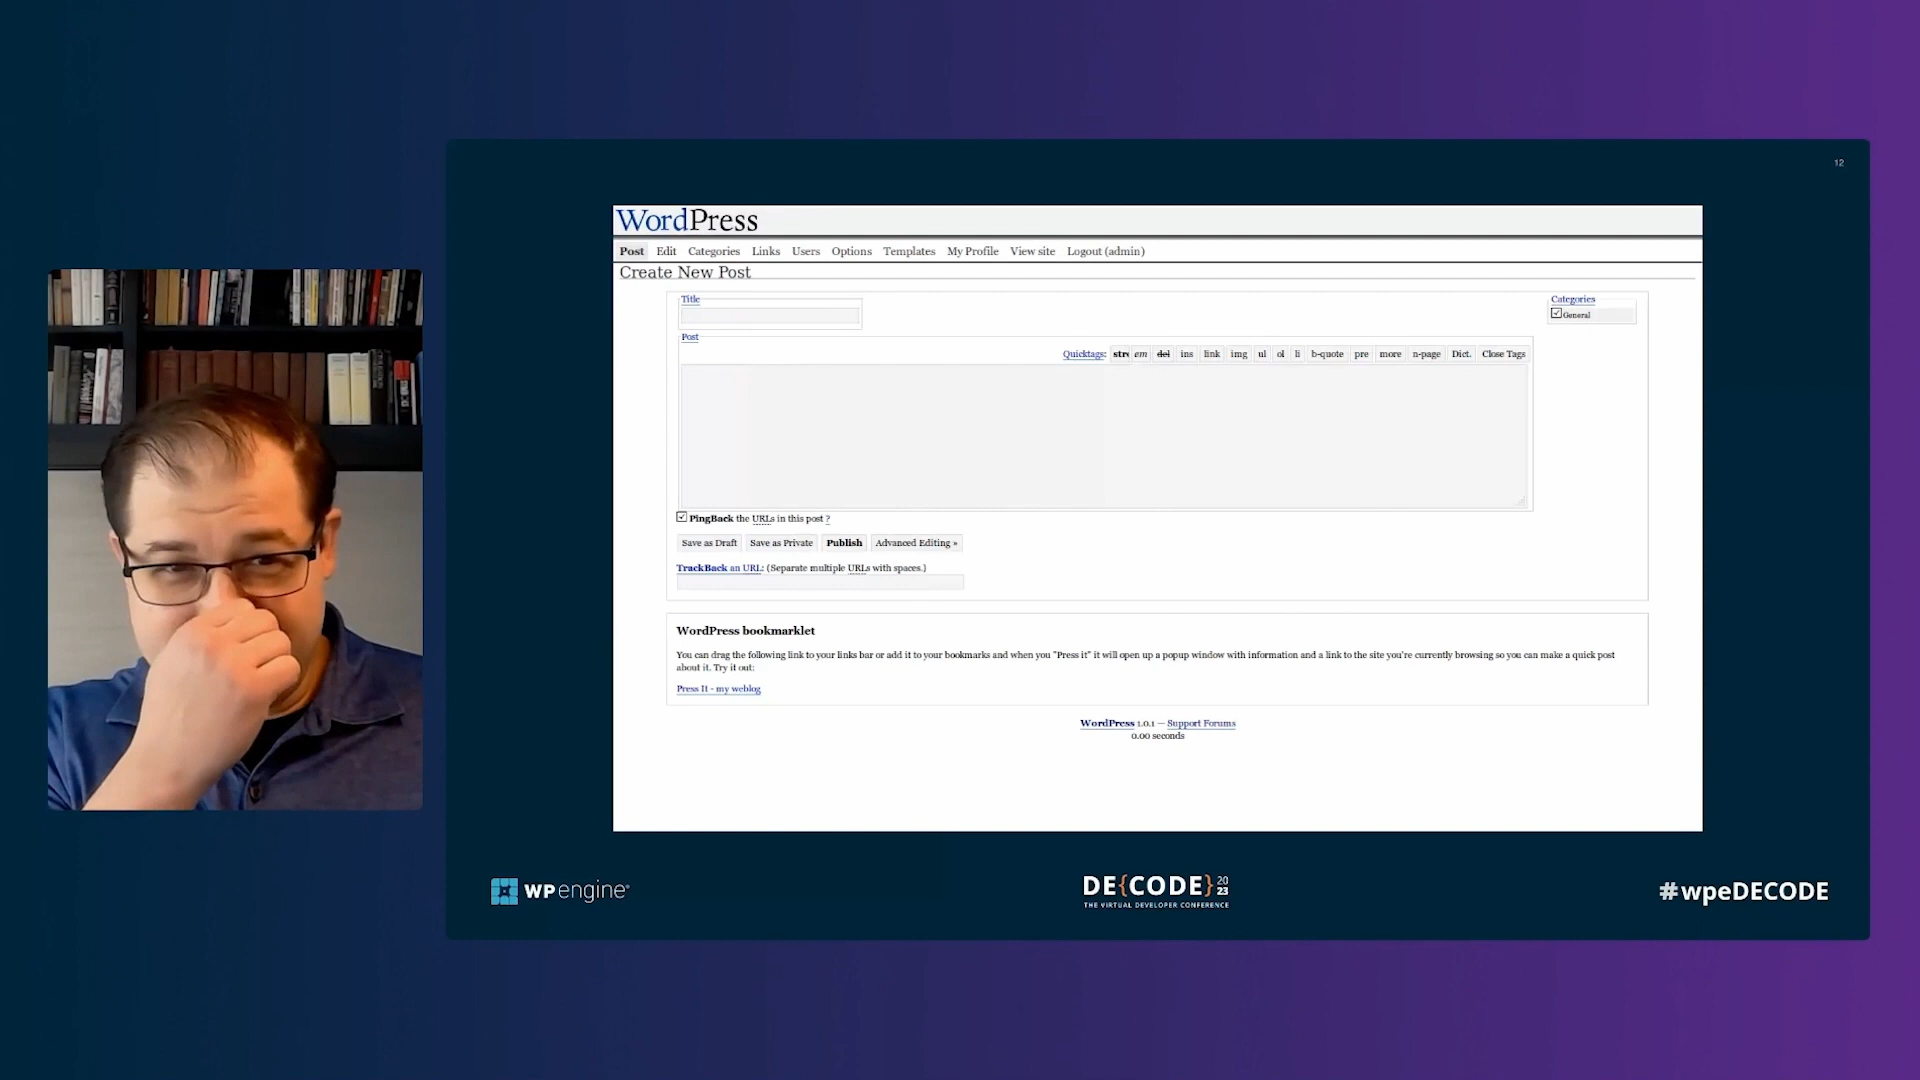 12
WordPress
Post Edit Categories Links Users Options Templates My Profile View site Logout (admin)
Create New Post
Title
Categories
General
Post
Quicktags: stro em del ins link img ul ol li b-quote pre more n-page Dict. Close Tags
PingBack the URLs in this post ?
Save as Draft Save as Private Publish Advanced Editing »
TrackBack an URL: (Separate multiple URLs with spaces.)
WordPress bookmarklet
You can drag the following link to your links bar or add it to your bookmarks and when you "Press it" it will open up a popup window with information and a link to the site you're currently browsing so you can make a quick post
about it. Try it out:
Press It - my weblog
WordPress 1.0.1 — Support Forums
0.00 seconds
WP engine®
DE{CODE} 2023
THE VIRTUAL DEVELOPER CONFERENCE
#wpeDECODE